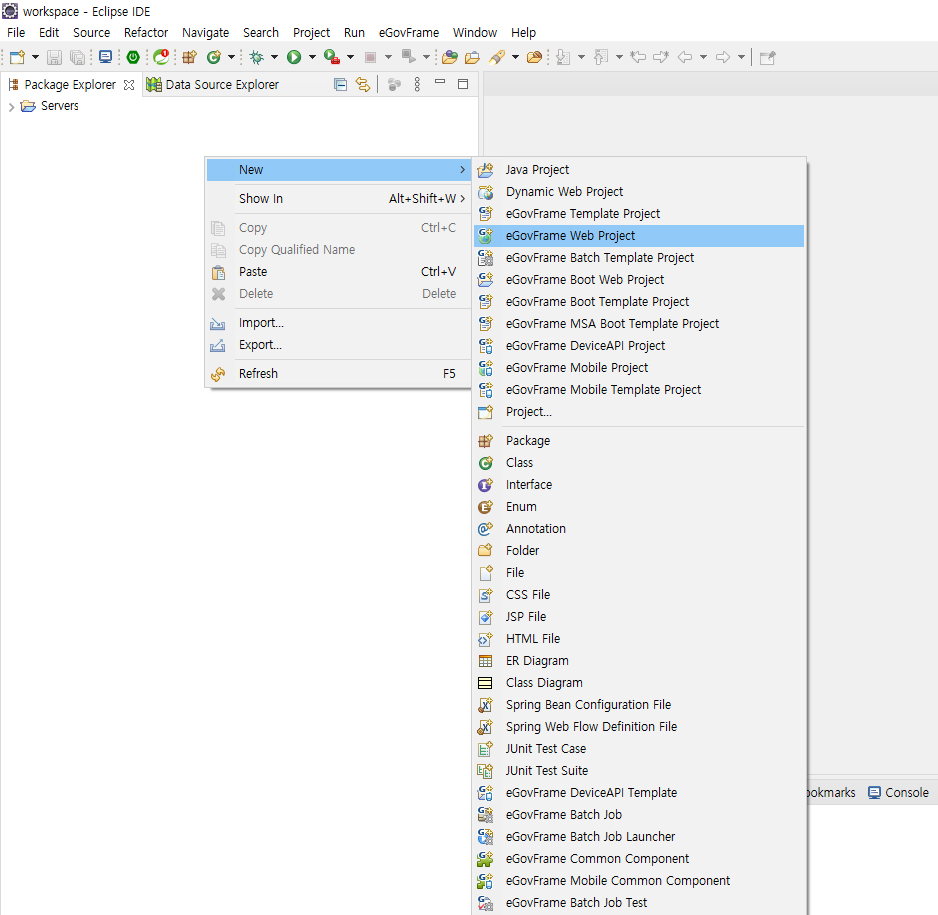 workspace - Eclipse IDE
File Edit Source Refactor Navigate Search Project Run eGovFrame Window Help
Package Explorer Data Source Explorer
Servers
New
Show In Alt+Shift+W
Copy Ctrl+C
Copy Qualified Name
Paste Ctrl+V
Delete Delete
Import...
Export...
Refresh F5
Java Project
Dynamic Web Project
eGovFrame Template Project
eGovFrame Web Project
eGovFrame Batch Template Project
eGovFrame Boot Web Project
eGovFrame Boot Template Project
eGovFrame MSA Boot Template Project
eGovFrame DeviceAPI Project
eGovFrame Mobile Project
eGovFrame Mobile Template Project
Project...
Package
Class
Interface
Enum
Annotation
Folder
File
CSS File
JSP File
HTML File
ER Diagram
Class Diagram
Spring Bean Configuration File
Spring Web Flow Definition File
JUnit Test Case
JUnit Test Suite
eGovFrame DeviceAPI Template
eGovFrame Batch Job
eGovFrame Batch Job Launcher
eGovFrame Common Component
eGovFrame Mobile Common Component
eGovFrame Batch Job Test
ookmarks Console